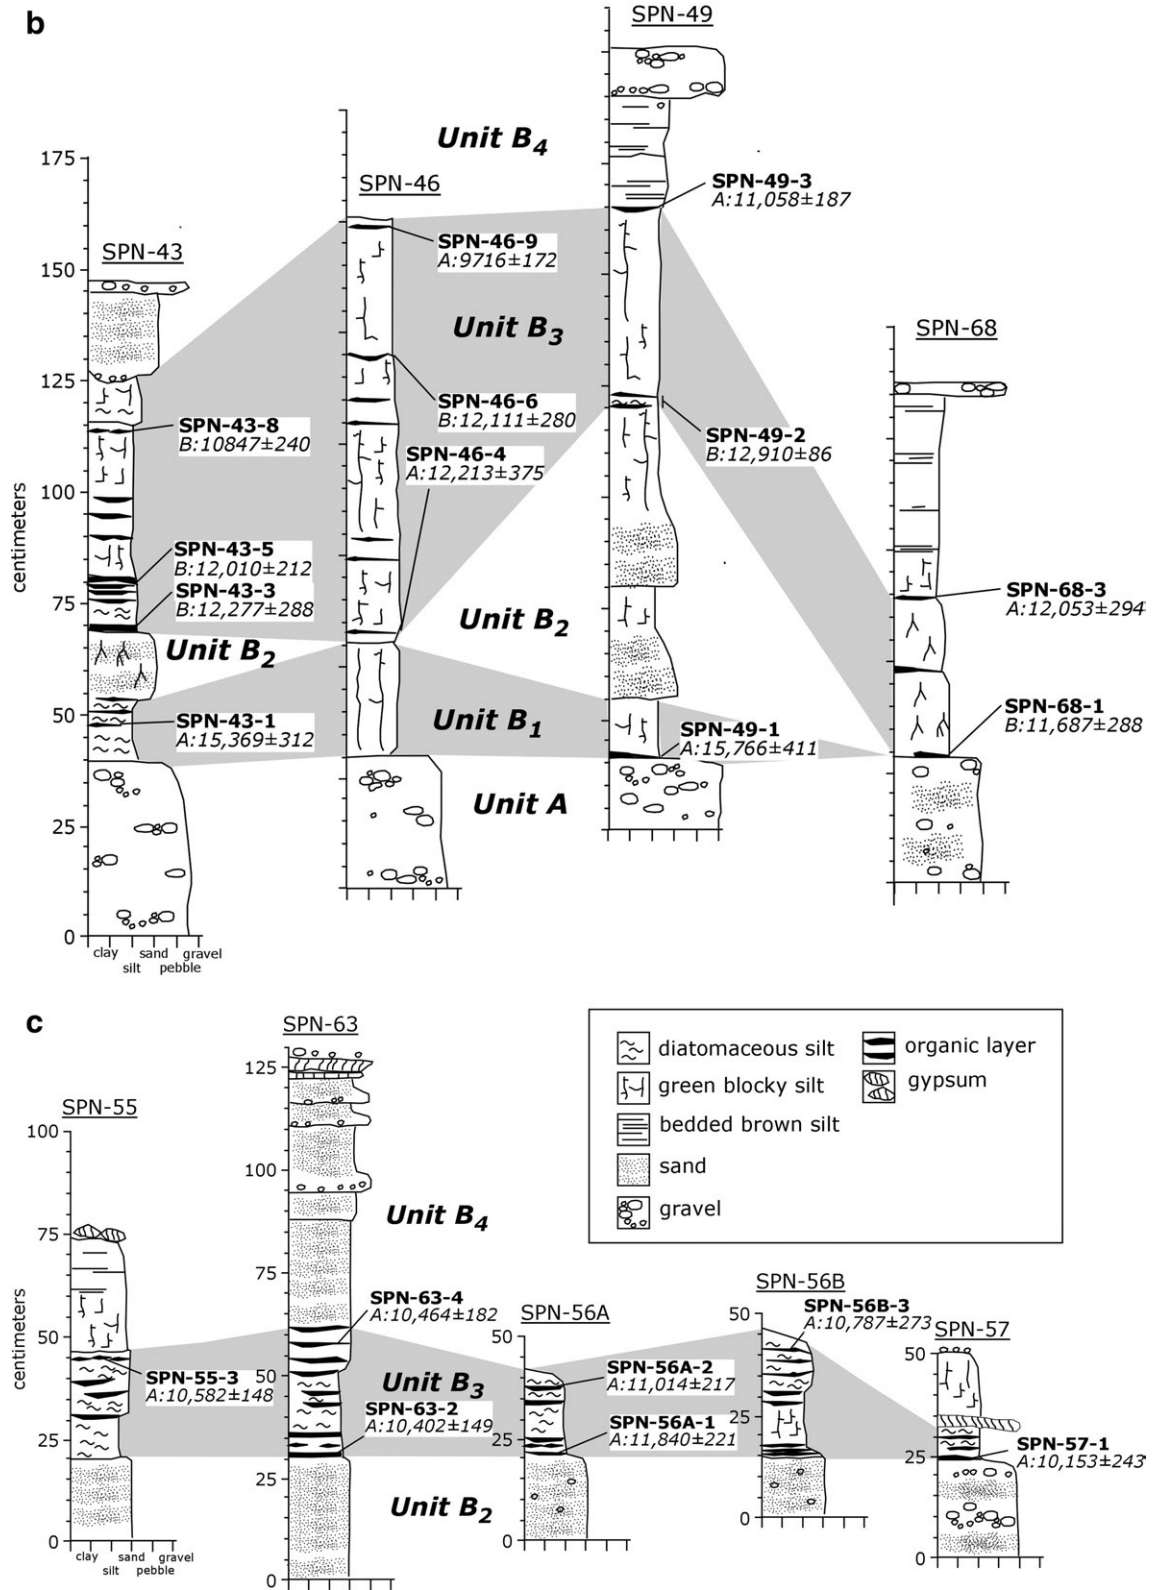 b
SPN-49
Unit B4
175
SPN-46
SPN-49-3
A:11,058±187
SPN-43
SPN-46-9
A:9716±172
150
Unit B3
SPN-68
125
SPN-46-6
B:12,111±280
SPN-43-8
B:10847±240
SPN-49-2
B:12,910±86
SPN-46-4
A:12,213±375
100
centimeters
SPN-43-5
B:12,010±212
SPN-43-3
B:12,277±288
75
SPN-68-3
A:12,053±294
Unit B2
Unit B2
50
SPN-43-1
A:15,369±312
Unit B1
SPN-49-1
A:15,766±411
SPN-68-1
B:11,687±288
Unit A
25
0
clay sand gravel
silt pebble
c
SPN-63
diatomaceous silt
organic layer
green blocky silt
gypsum
bedded brown silt
sand
gravel
125
SPN-55
100
100
Unit B4
75
75
centimeters
SPN-63-4
A:10,464±182
SPN-56A
SPN-56B
SPN-56B-3
A:10,787±273
SPN-57
50
50
50
50
50
SPN-55-3
A:10,582±148
Unit B3
SPN-56A-2
A:11,014±217
SPN-63-2
A:10,402±149
SPN-56A-1
A:11,840±221
25
25
25
25
25
SPN-57-1
A:10,153±243
Unit B2
0
0
0
0
0
clay sand gravel
silt pebble